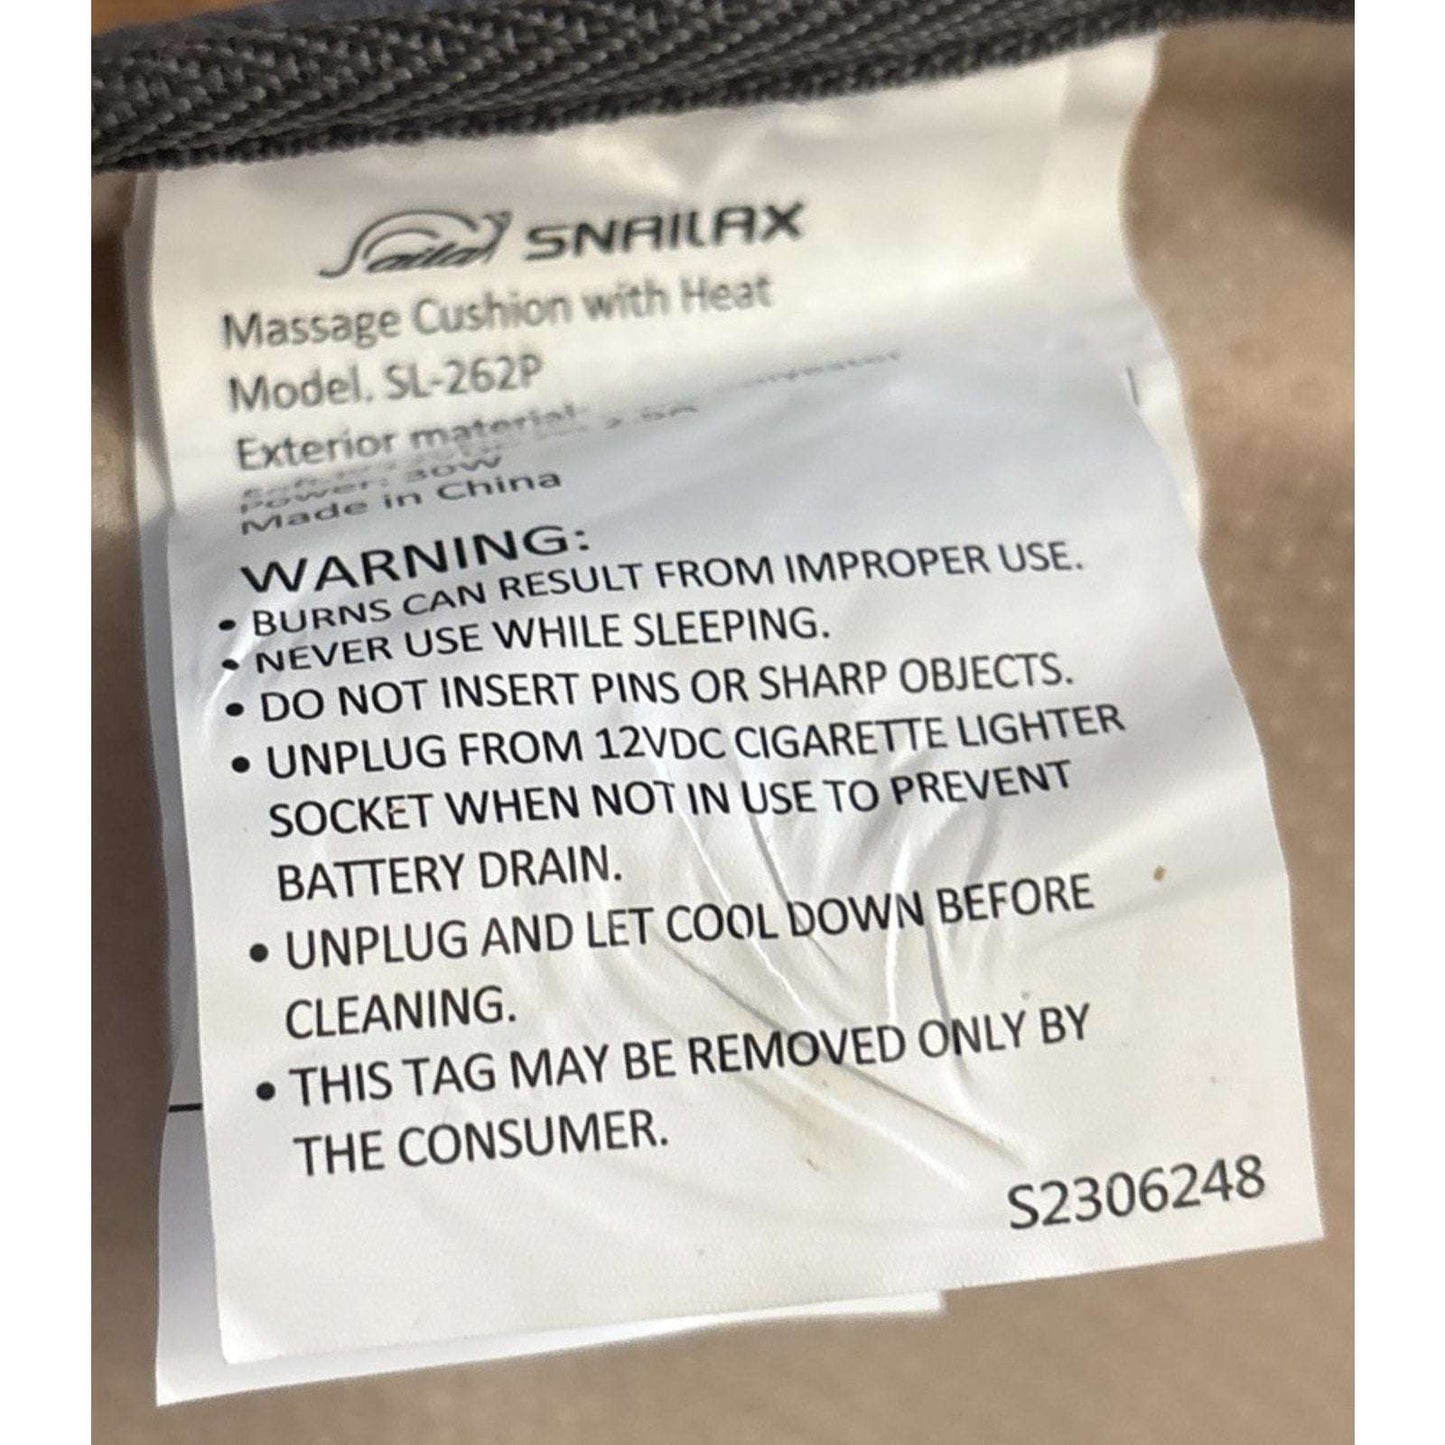 SNAILAX
Massage Cushion with Heat
Model. SL-262P
Exterior material:
Power: 30W
Made in China
WARNING:
• BURNS CAN RESULT FROM IMPROPER USE.
• NEVER USE WHILE SLEEPING.
• DO NOT INSERT PINS OR SHARP OBJECTS.
• UNPLUG FROM 12VDC CIGARETTE LIGHTER
SOCKET WHEN NOT IN USE TO PREVENT
BATTERY DRAIN.
• UNPLUG AND LET COOL DOWN BEFORE
CLEANING.
• THIS TAG MAY BE REMOVED ONLY BY
THE CONSUMER.
S2306248